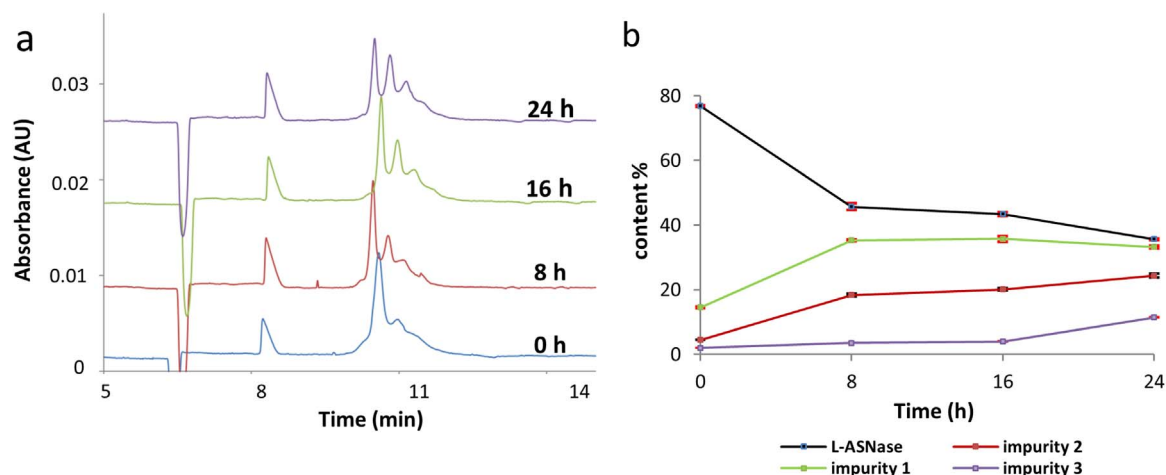 a
0.03
0.02
0.01
0
Absorbance (AU)
24 h
16 h
8 h
0 h
5
8
11
14
Time (min)
b
80
60
40
20
0
content %
0
8
16
24
Time (h)
L-ASNase
impurity 2
impurity 1
impurity 3